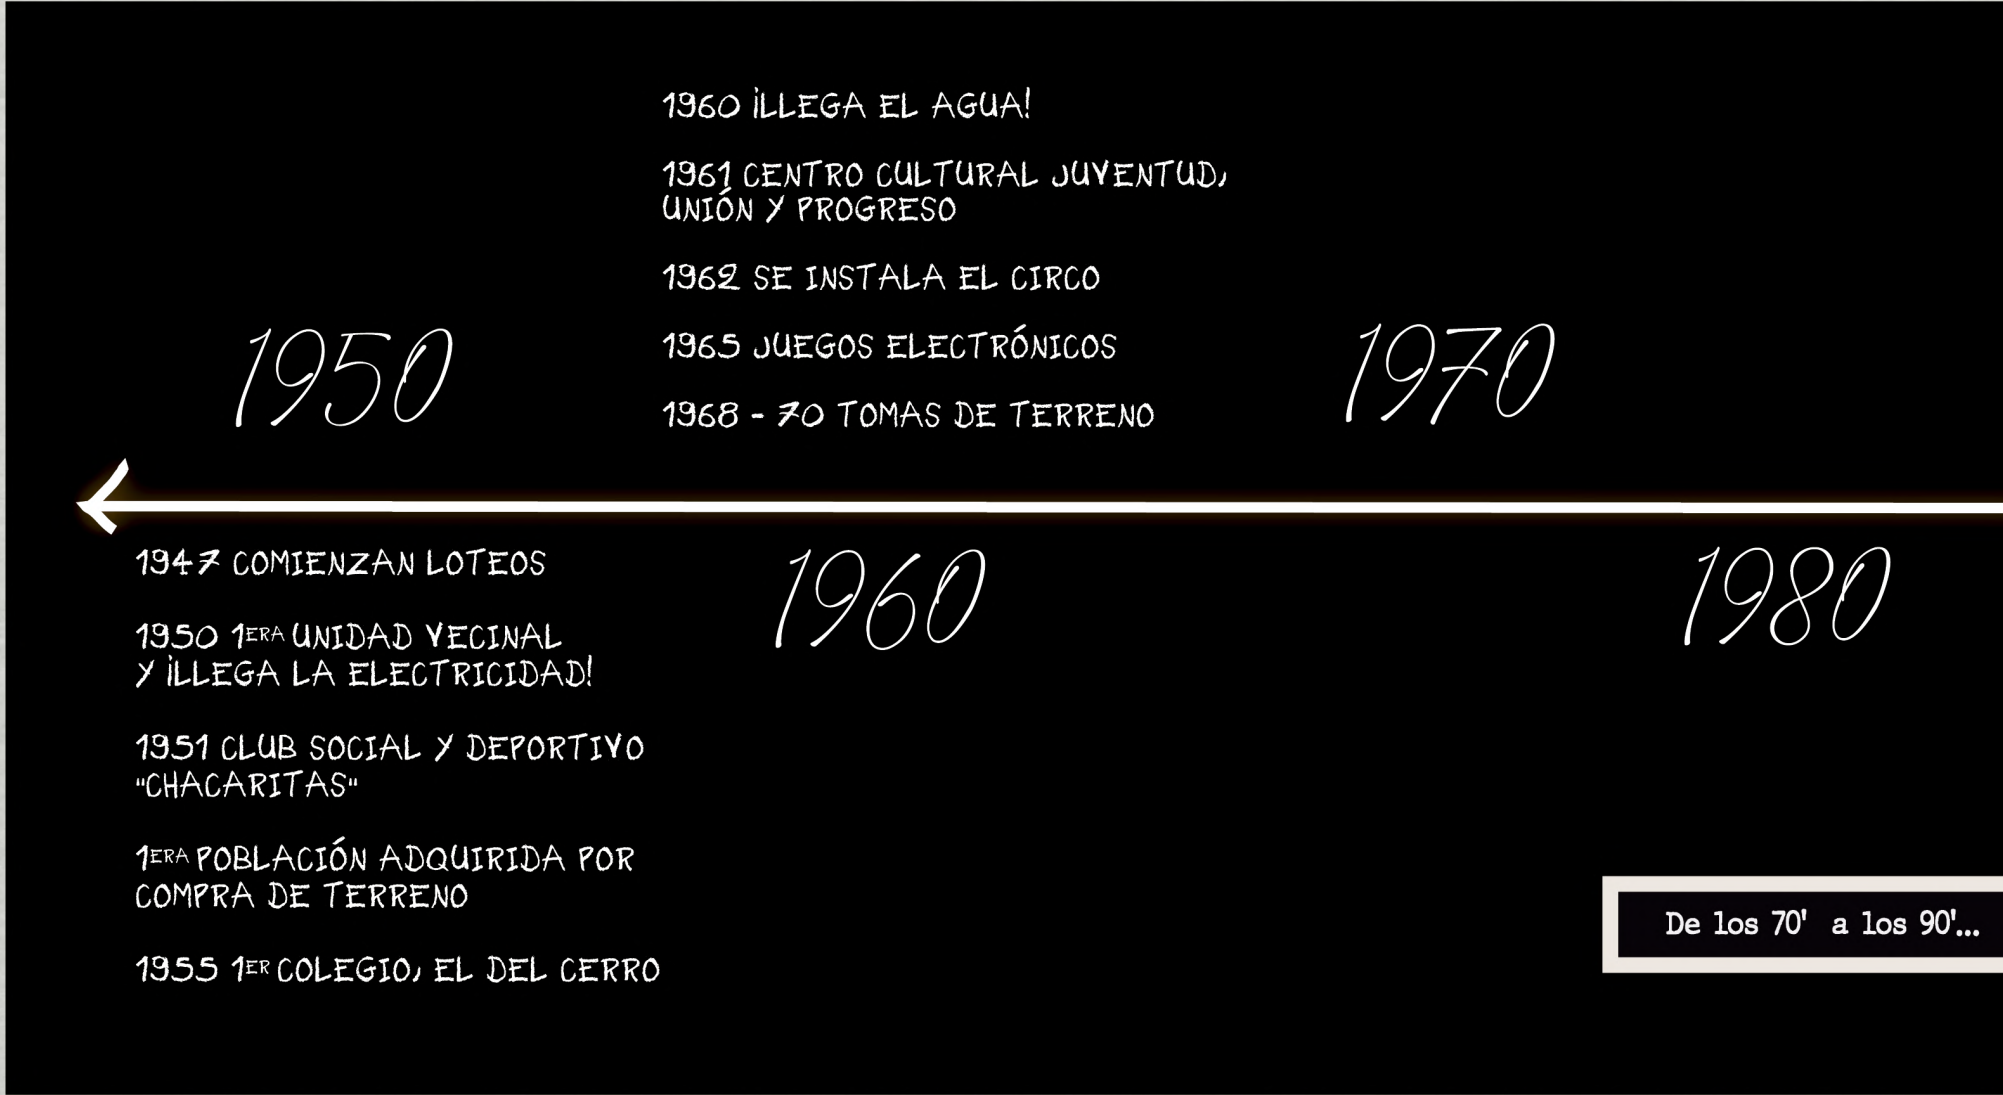 1960 ¡LLEGA EL AGUA!
1961 CENTRO CULTURAL JUVENTUD,
UNIÓN Y PROGRESO
1962 SE INSTALA EL CIRCO
1965 JUEGOS ELECTRÓNICOS
1968 - 70 TOMAS DE TERRENO
1950
1970
1947 COMIENZAN LOTEOS
1950 1ERA UNIDAD VECINAL
Y ¡LLEGA LA ELECTRICIDAD!
1951 CLUB SOCIAL Y DEPORTIVO
"CHACARITAS"
1ERA POBLACIÓN ADQUIRIDA POR
COMPRA DE TERRENO
1955 1ER COLEGIO, EL DEL CERRO
1960
1980
De los 70' a los 90'...